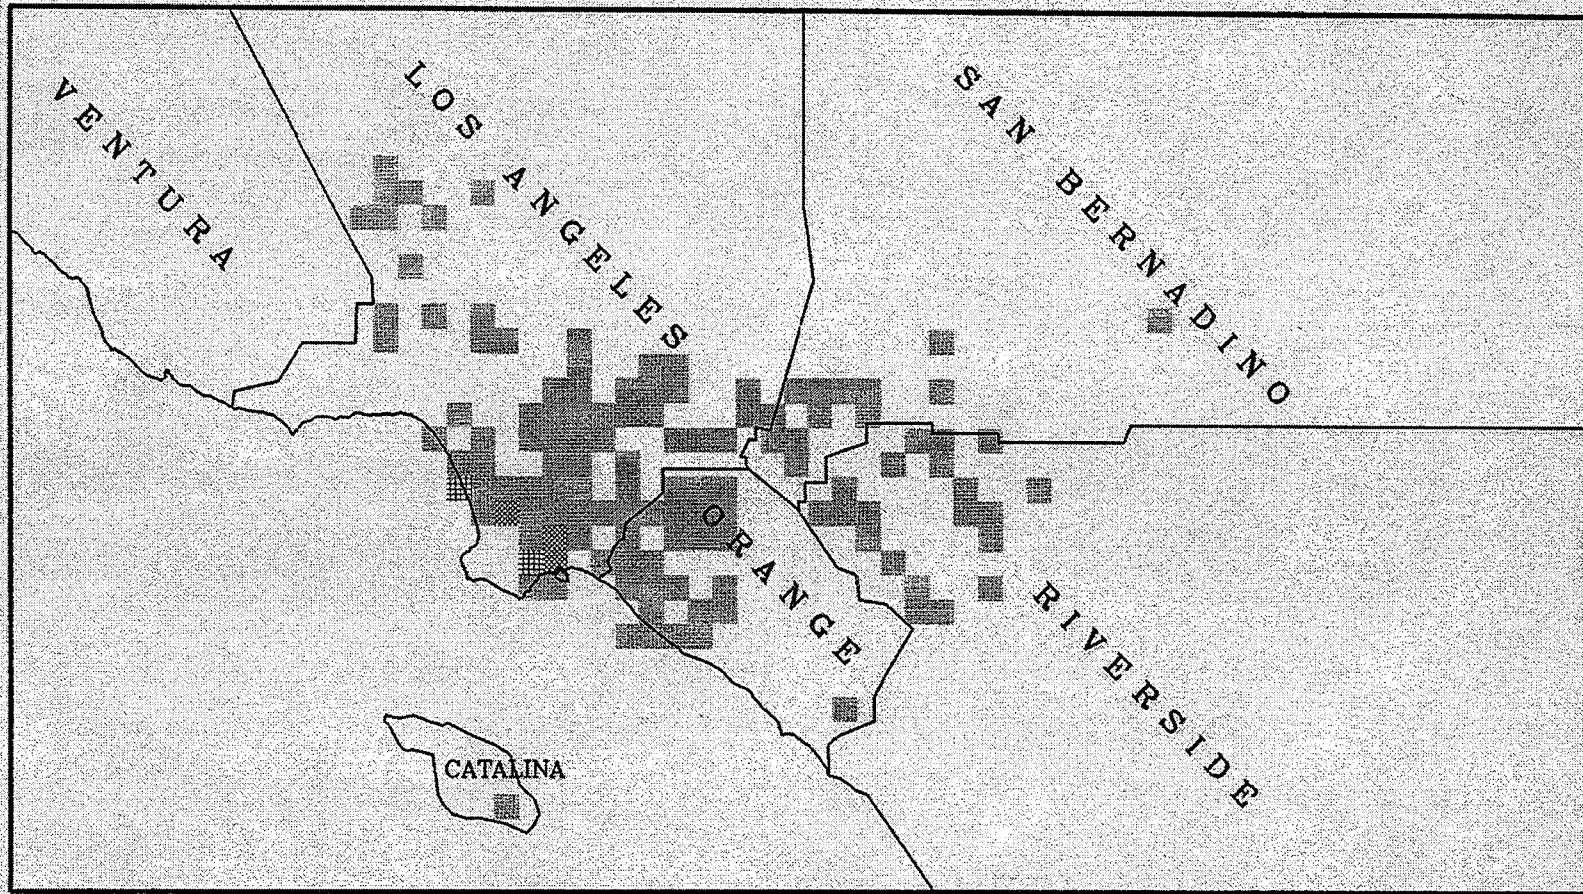 VENTURA
LOS ANGELES
SAN BERNADINO
ORANGE
RIVERSIDE
CATALINA